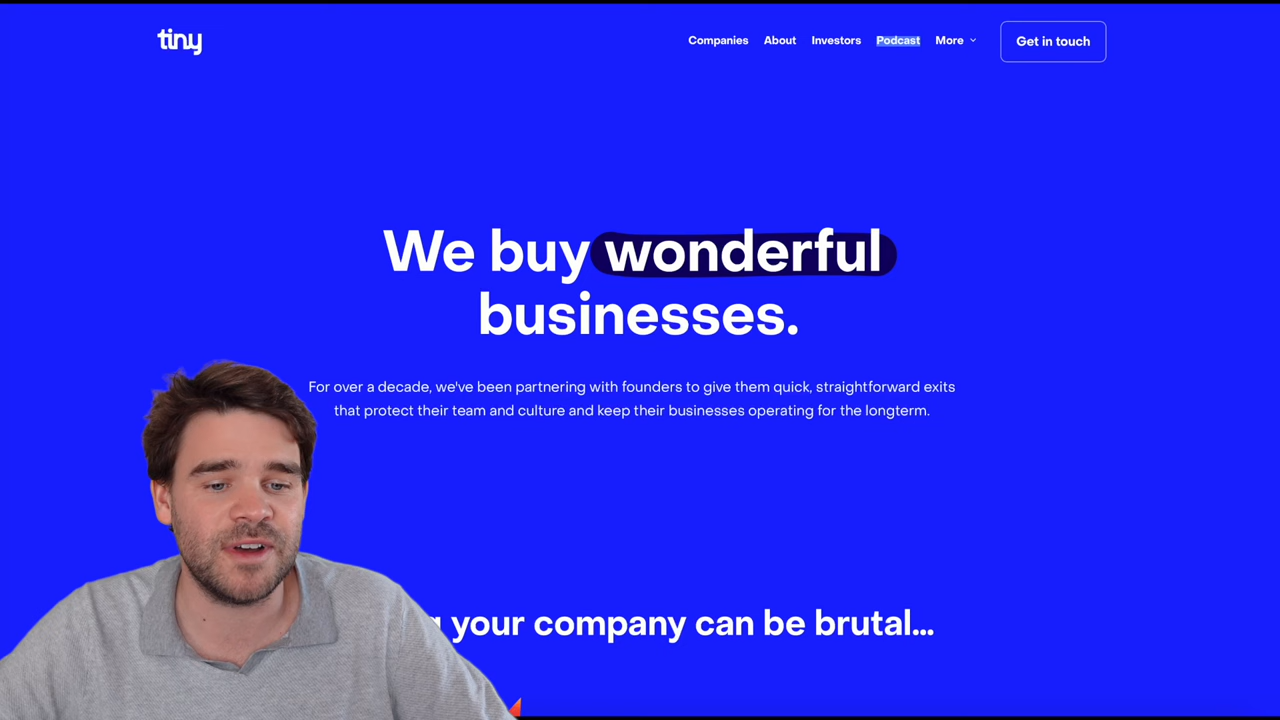 tiny
Companies About Investors Podcast More Get in touch
We buy wonderful
businesses.
For over a decade, we've been partnering with founders to give them quick, straightforward exits
that protect their team and culture and keep their businesses operating for the longterm.
your company can be brutal...